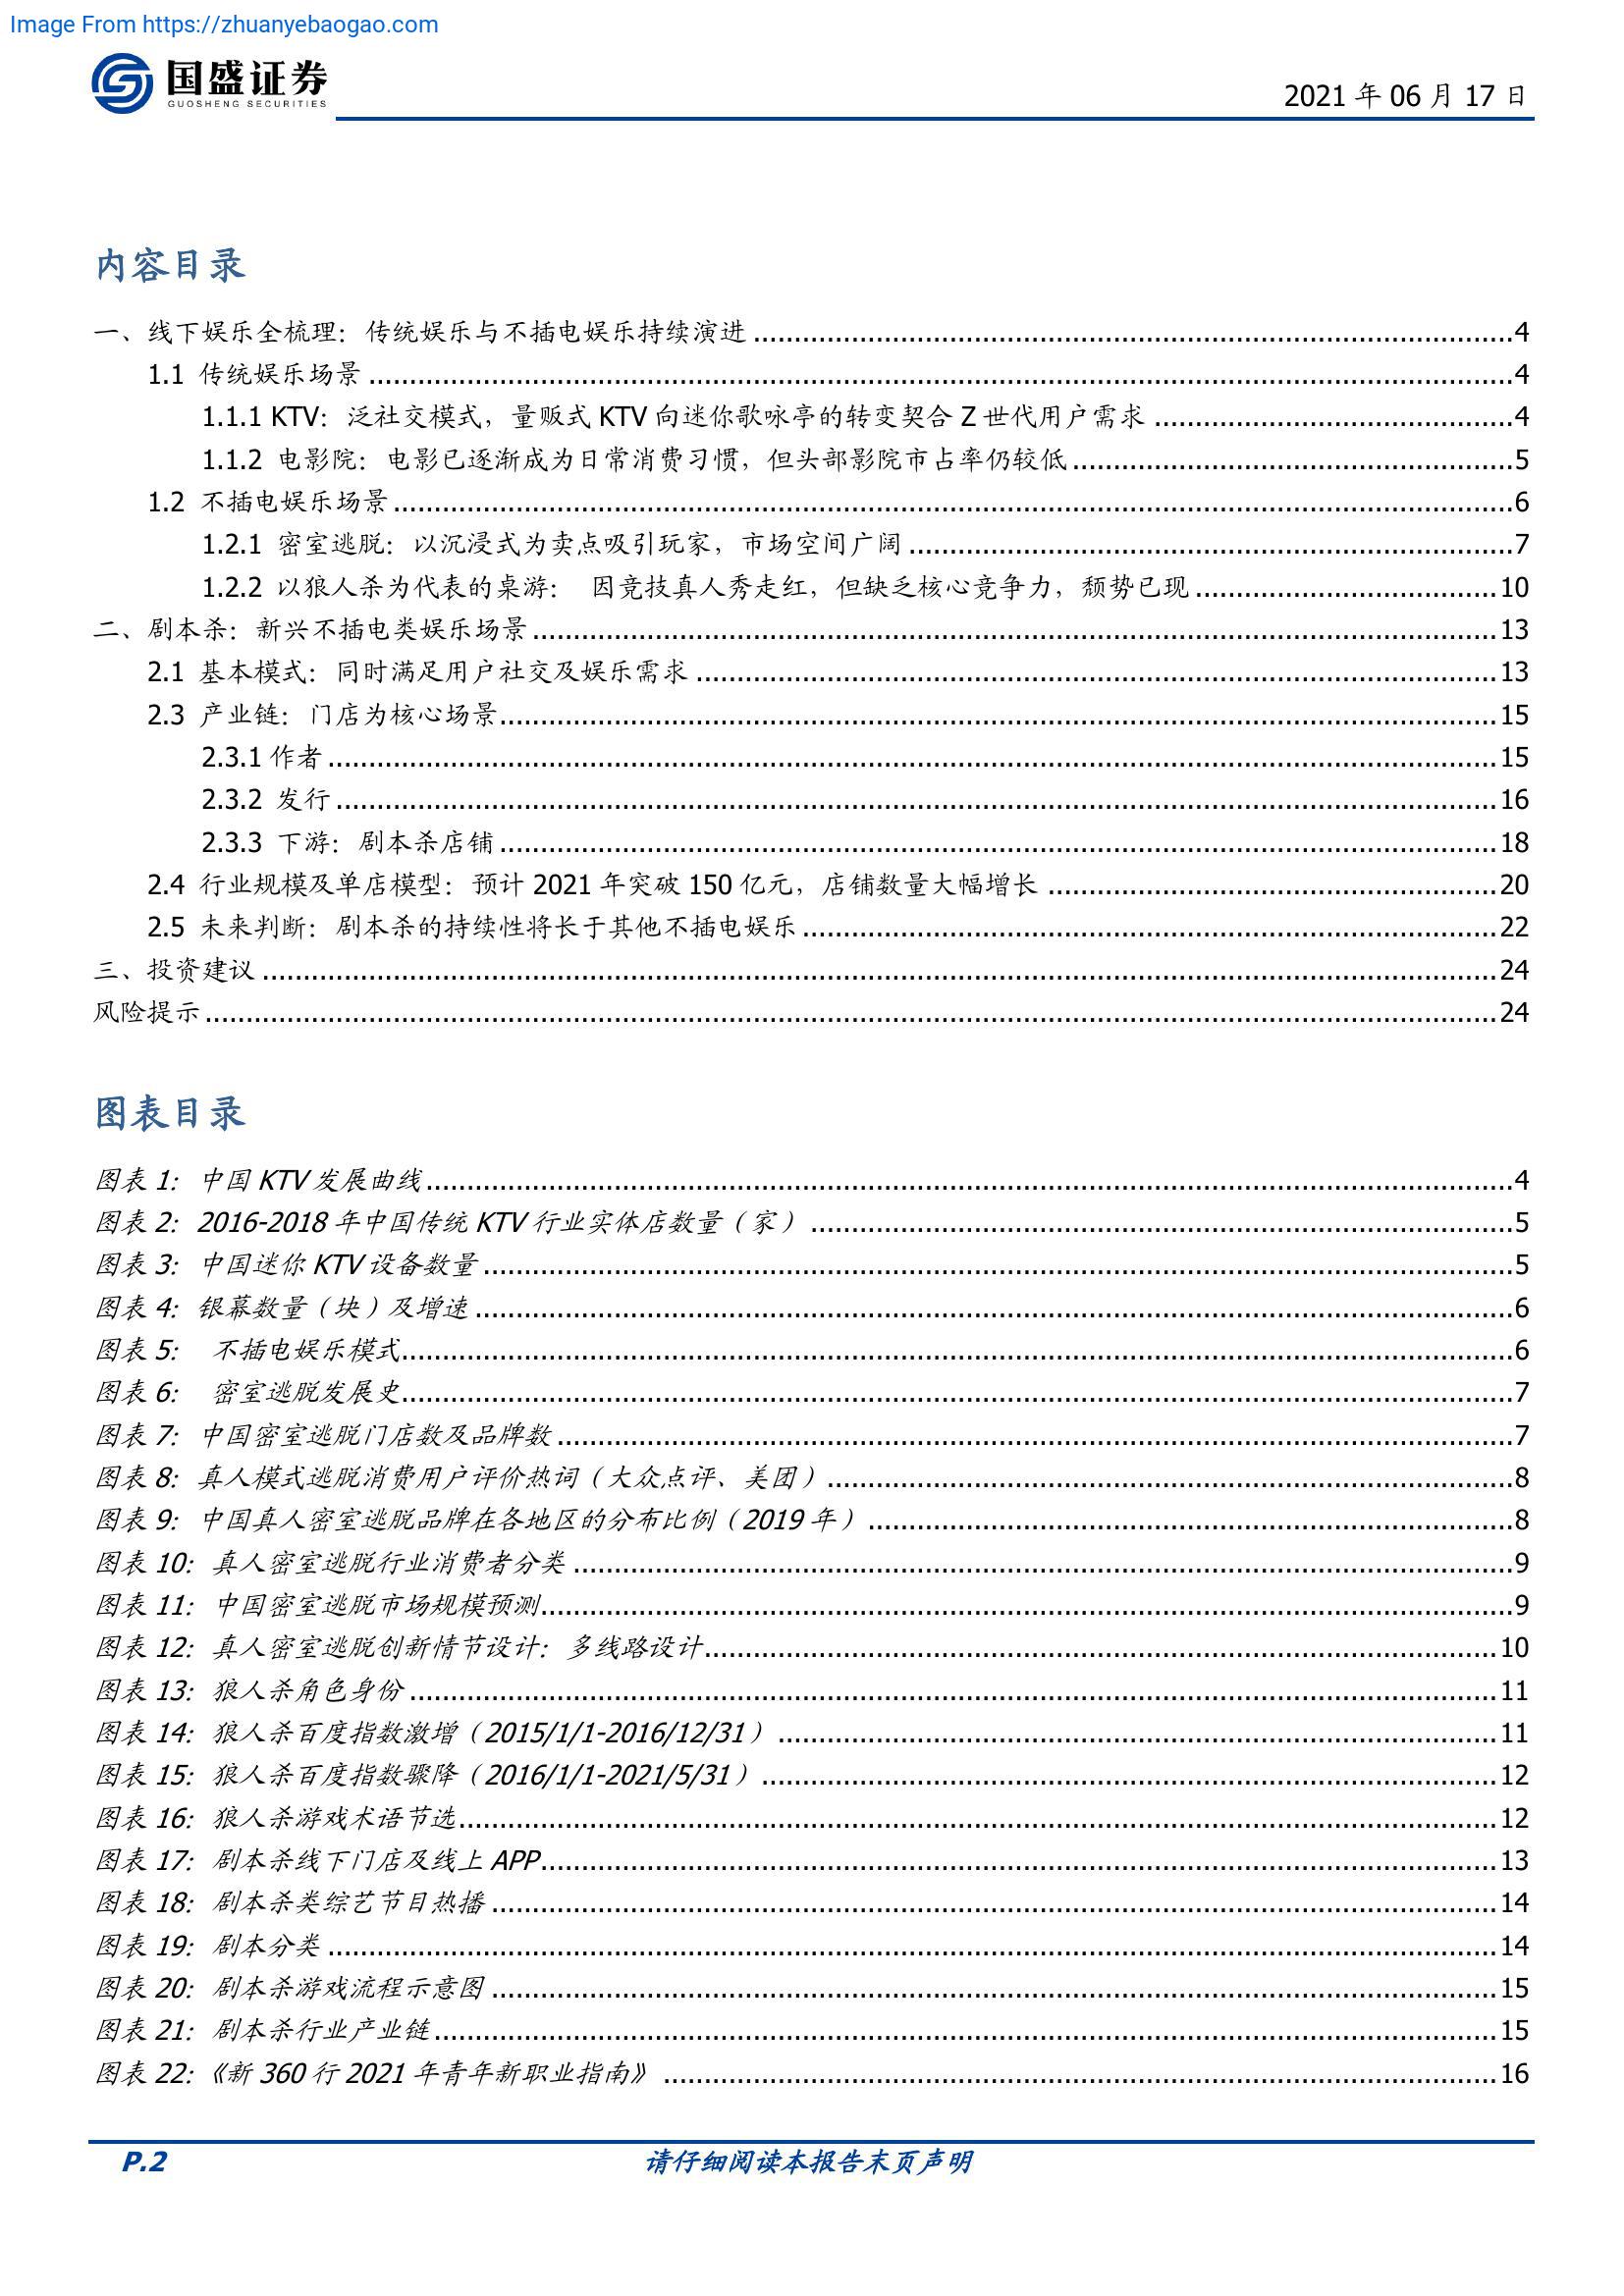 Image From https://zhuanyebaogao.com
国盛证券
GUOSHENG SECURITIES
2021 年 06 月 17 日
内容目录
一、线下娱乐全梳理：传统娱乐与不插电娱乐持续演进 4
1.1 传统娱乐场景 4
1.1.1 KTV：泛社交模式，量贩式 KTV 向迷你歌咏亭的转变契合 Z 世代用户需求 4
1.1.2 电影院：电影已逐渐成为日常消费习惯，但头部影院市占率仍较低 5
1.2 不插电娱乐场景 6
1.2.1 密室逃脱：以沉浸式为卖点吸引玩家，市场空间广阔 7
1.2.2 以狼人杀为代表的桌游： 因竞技真人秀走红，但缺乏核心竞争力，颓势已现 10
二、剧本杀：新兴不插电类娱乐场景 13
2.1 基本模式：同时满足用户社交及娱乐需求 13
2.3 产业链：门店为核心场景 15
2.3.1 作者 15
2.3.2 发行 16
2.3.3 下游：剧本杀店铺 18
2.4 行业规模及单店模型：预计 2021 年突破 150 亿元，店铺数量大幅增长 20
2.5 未来判断：剧本杀的持续性将长于其他不插电娱乐 22
三、投资建议 24
风险提示 24
图表目录
图表 1：中国 KTV 发展曲线 4
图表 2：2016-2018 年中国传统 KTV 行业实体店数量（家） 5
图表 3：中国迷你 KTV 设备数量 5
图表 4：银幕数量（块）及增速 6
图表 5： 不插电娱乐模式 6
图表 6： 密室逃脱发展史 7
图表 7：中国密室逃脱门店数及品牌数 7
图表 8：真人模式逃脱消费用户评价热词（大众点评、美团） 8
图表 9：中国真人密室逃脱品牌在各地区的分布比例（2019 年） 8
图表 10：真人密室逃脱行业消费者分类 9
图表 11：中国密室逃脱市场规模预测 9
图表 12：真人密室逃脱创新情节设计：多线路设计 10
图表 13：狼人杀角色身份 11
图表 14：狼人杀百度指数激增（2015/1/1-2016/12/31） 11
图表 15：狼人杀百度指数骤降（2016/1/1-2021/5/31） 12
图表 16：狼人杀游戏术语节选 12
图表 17：剧本杀线下门店及线上 APP 13
图表 18：剧本杀类综艺节目热播 14
图表 19：剧本分类 14
图表 20：剧本杀游戏流程示意图 15
图表 21：剧本杀行业产业链 15
图表 22：《新 360 行 2021 年青年新职业指南》 16
P.2
请仔细阅读本报告末页声明